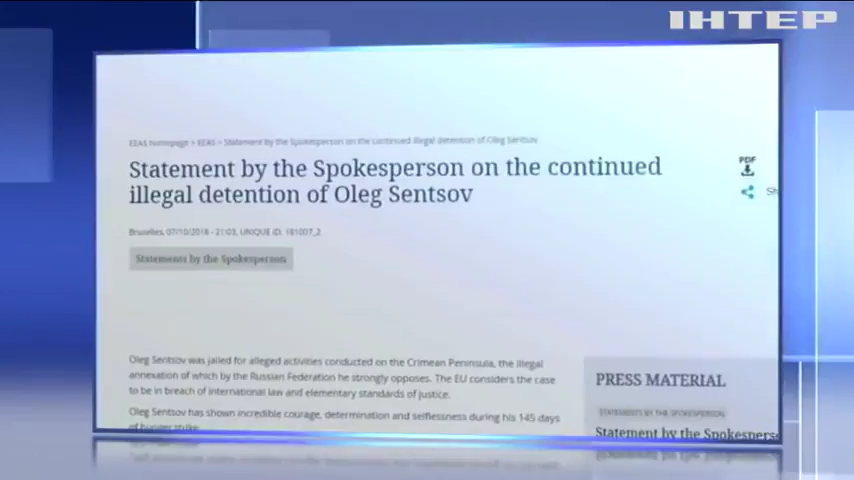 ІНТЕР
EEAS homepage > EEAS > Statement by the Spokesperson on the continued illegal detention of Oleg Sentsov
Statement by the Spokesperson on the continued
illegal detention of Oleg Sentsov
PDF
Sh
Bruxelles, 07/10/2018 - 21:03, UNIQUE ID: 181007_2
Statements by the Spokesperson
Oleg Sentsov was jailed for alleged activities conducted on the Crimean Peninsula, the illegal
annexation of which by the Russian Federation he strongly opposes. The EU considers the case
to be in breach of international law and elementary standards of justice.
Oleg Sentsov has shown incredible courage, determination and selflessness during his 145 days
of hunger strike.
PRESS MATERIAL
STATEMENTS BY THE SPOKESPERSON
Statement by the Spokesperso